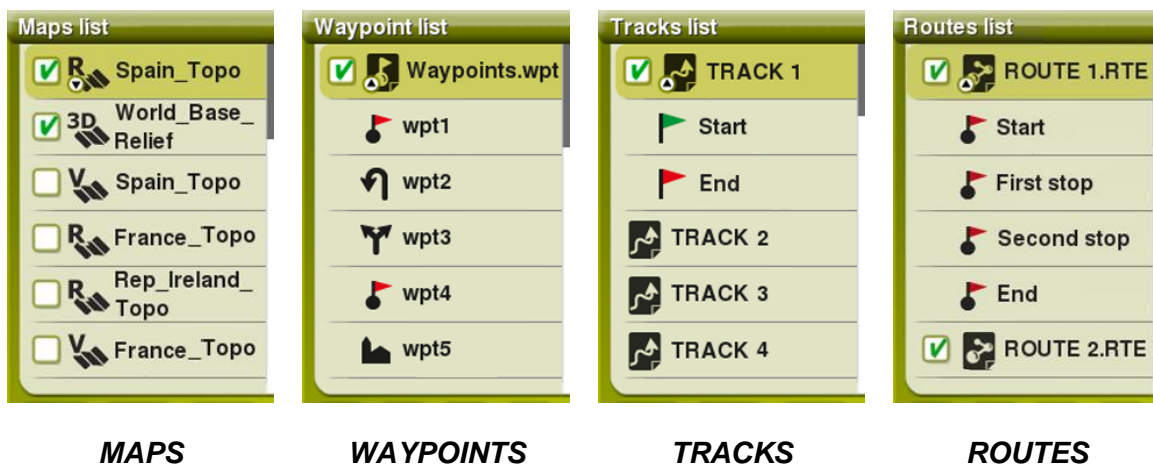 Maps list
R Spain_Topo
3D World_Base_
Relief
V Spain_Topo
R France_Topo
R Rep_Ireland_
Topo
V France_Topo
Waypoint list
Waypoints.wpt
wpt1
wpt2
wpt3
wpt4
wpt5
Tracks list
TRACK 1
Start
End
TRACK 2
TRACK 3
TRACK 4
Routes list
ROUTE 1.RTE
Start
First stop
Second stop
End
ROUTE 2.RTE
MAPS
WAYPOINTS
TRACKS
ROUTES